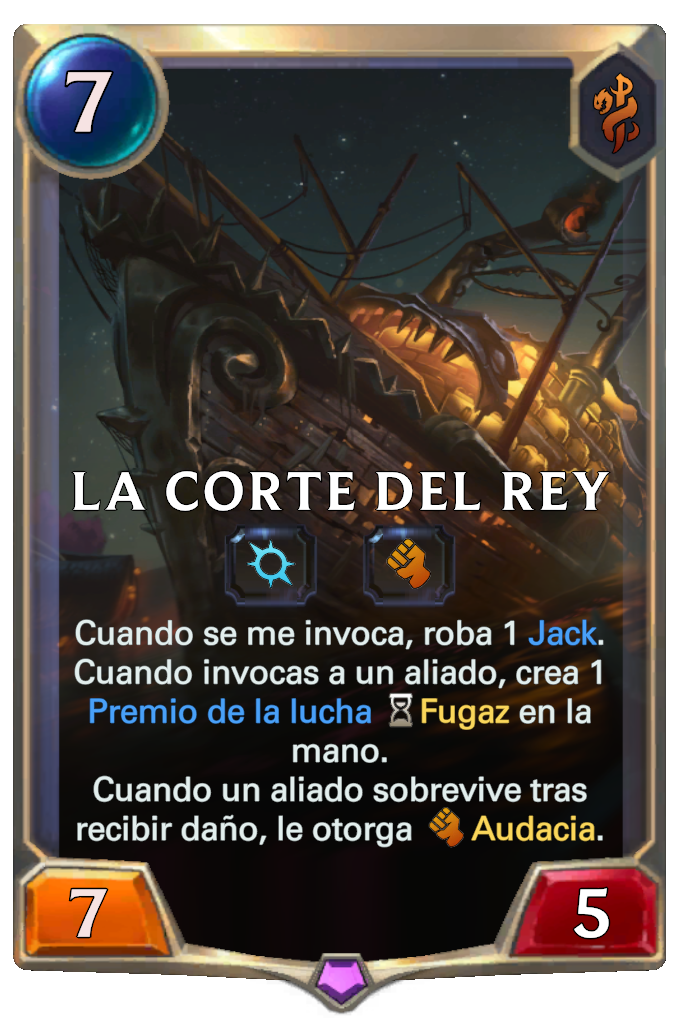 7
LA CORTE DEL REY
Cuando se me invoca, roba 1 Jack.
Cuando invocas a un aliado, crea 1
Premio de la lucha Fugaz en la
mano.
Cuando un aliado sobrevive tras
recibir daño, le otorga Audacia.
7
5